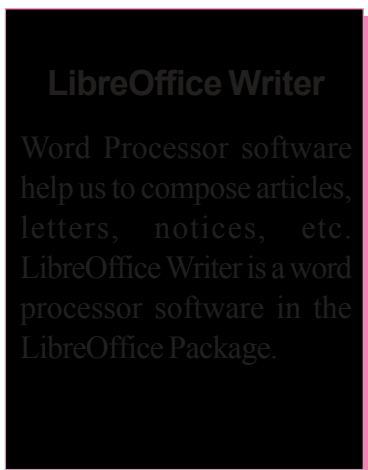 LibreOffice Writer
Word Processor software
help us to compose articles,
letters, notices, etc.
LibreOffice Writer is a word
processor software in the
LibreOffice Package.